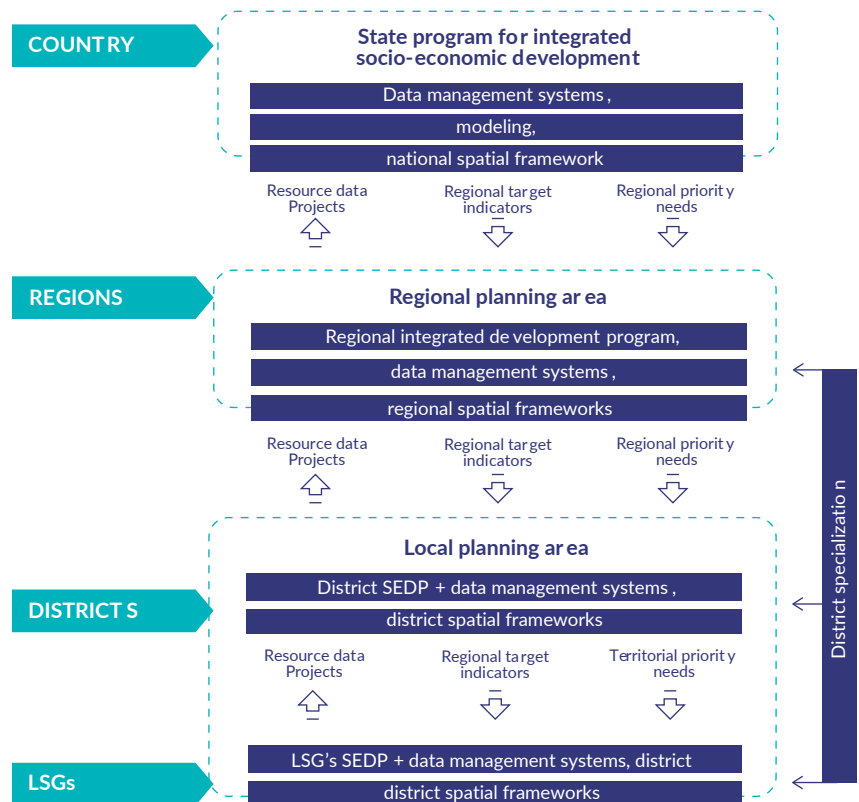 COUNTRY
State program for integrated
socio-economic development
Data management systems,
modeling,
national spatial framework
Resource data
Projects
Regional target
indicators
Regional priority
needs
REGIONS
Regional planning area
Regional integrated development program,
data management systems,
regional spatial frameworks
Resource data
Projects
Regional target
indicators
Regional priority
needs
District specialization
Local planning area
DISTRICTS
District SEDP + data management systems,
district spatial frameworks
Resource data
Projects
Regional target
indicators
Territorial priority
needs
LSGs
LSG's SEDP + data management systems, district
district spatial frameworks